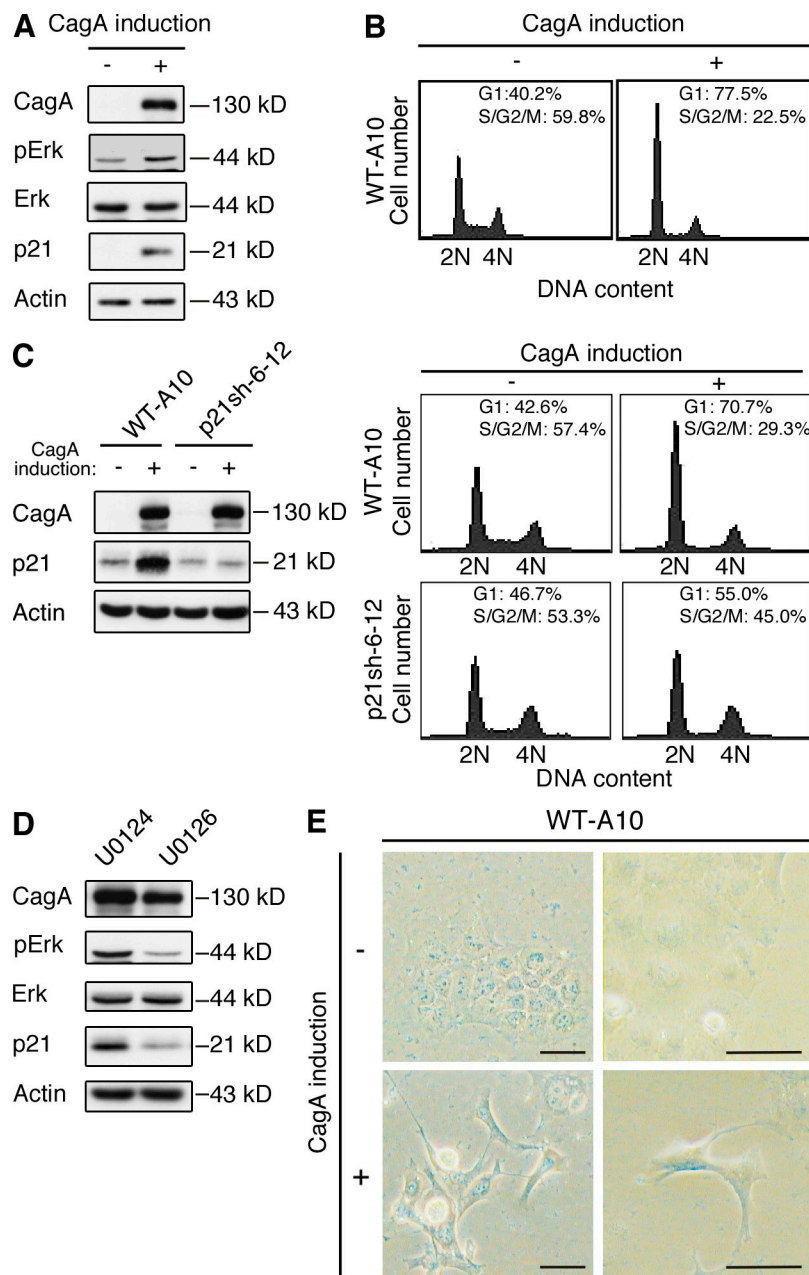 A
CagA induction
- +
CagA
130 kD
pErk
44 kD
Erk
44 kD
p21
21 kD
Actin
43 kD
B
CagA induction
- +
WT-A10
Cell number
G1:40.2%
S/G2/M: 59.8%
G1: 77.5%
S/G2/M: 22.5%
2N 4N
2N 4N
DNA content
C
WT-A10
p21sh-6-12
CagA
induction: - + - +
CagA
130 kD
p21
21 kD
Actin
43 kD
CagA induction
- +
WT-A10
Cell number
G1: 42.6%
S/G2/M: 57.4%
G1: 70.7%
S/G2/M: 29.3%
2N 4N
2N 4N
p21sh-6-12
Cell number
G1: 46.7%
S/G2/M: 53.3%
G1: 55.0%
S/G2/M: 45.0%
2N 4N
2N 4N
DNA content
D
U0124
U0126
CagA
130 kD
pErk
44 kD
Erk
44 kD
p21
21 kD
Actin
43 kD
E
WT-A10
CagA induction
-
+